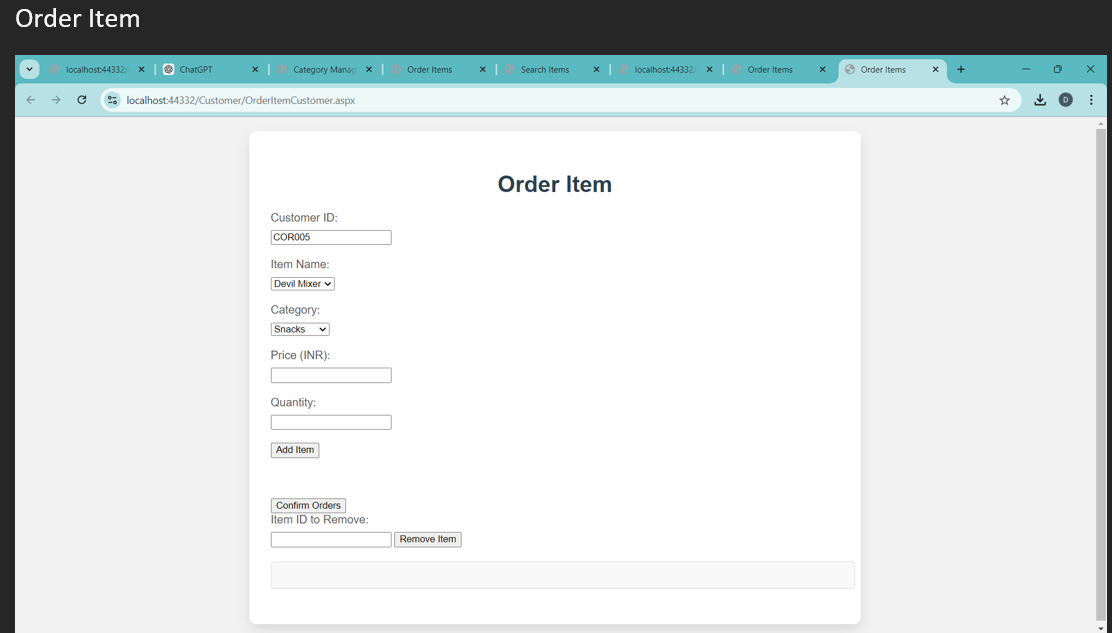 Order Item
localhost:44332/
ChatGPT
Category Manag
Order Items
Search Items
localhost:44332/
Order Items
Order Items
localhost:44332/Customer/OrderItemCustomer.aspx
D
Order Item
Customer ID:
COR005
Item Name:
Devil Mixer
Category:
Snacks
Price (INR):
Quantity:
Add Item
Confirm Orders
Item ID to Remove:
Remove Item